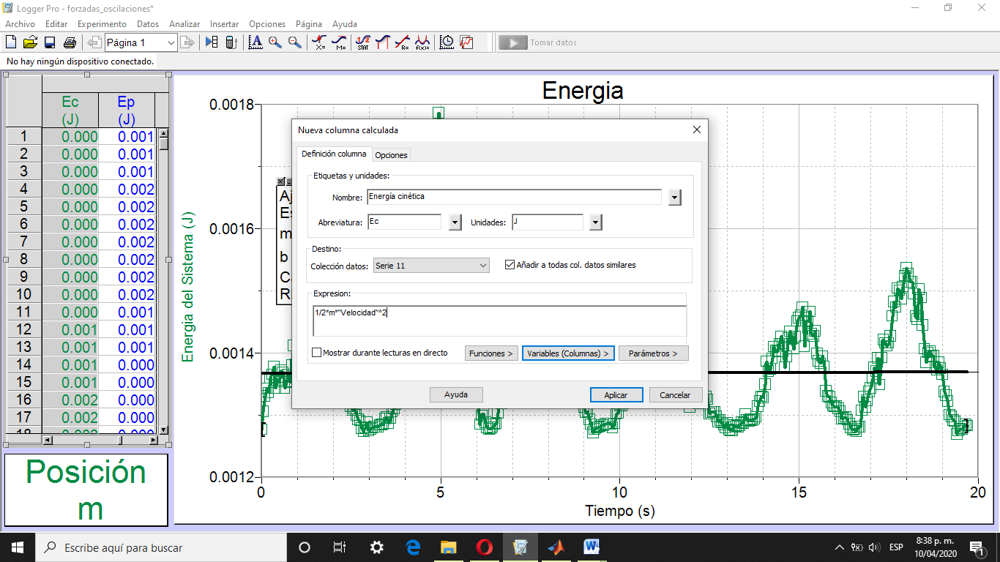 Logger Pro - forzadas_oscilaciones*
Archivo Editar Experimento Datos Analizar Insertar Opciones Página Ayuda
Página 1
Tomar datos
No hay ningún dispositivo conectado.
Ec Ep
(J) (J)
1 0.000 0.001
2 0.000 0.001
3 0.000 0.001
4 0.000 0.002
5 0.000 0.002
6 0.000 0.002
7 0.000 0.002
8 0.000 0.002
9 0.000 0.002
10 0.000 0.002
11 0.000 0.001
12 0.001 0.001
13 0.001 0.001
14 0.001 0.000
15 0.001 0.000
16 0.002 0.000
17 0.002 0.000
18 0.002 0.000
Posición
m
Energia
Energia del Sistema (J)
0.0018
0.0016
0.0014
0.0012
0 5 10 15 20
Tiempo (s)
Es
m
b
R
Nueva columna calculada
Definición columna Opciones
Etiquetas y unidades:
Nombre: Energía cinética
Abreviatura: Ec Unidades: J
Destino:
Colección datos: Serie 11 Añadir a todas col. datos similares
Expresion:
1/2*m*"Velocidad"^2
Mostrar durante lecturas en directo Funciones > Variables (Columnas) > Parámetros >
Ayuda Aplicar Cancelar
Escribe aquí para buscar
ESP
8:38 p. m.
10/04/2020
1